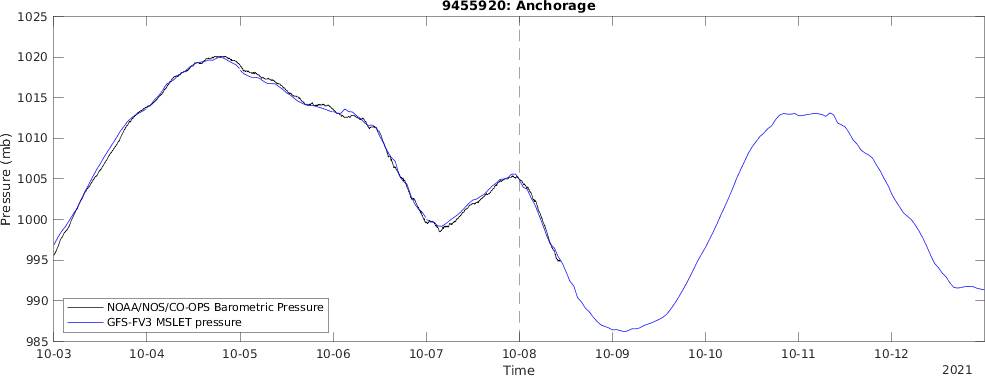 9455920: Anchorage
1025
1020
1015
1010
1005
1000
995
990
985
Pressure (mb)
NOAA/NOS/CO-OPS Barometric Pressure
GFS-FV3 MSLET pressure
10-03 10-04 10-05 10-06 10-07 10-08 10-09 10-10 10-11 10-12
Time
2021